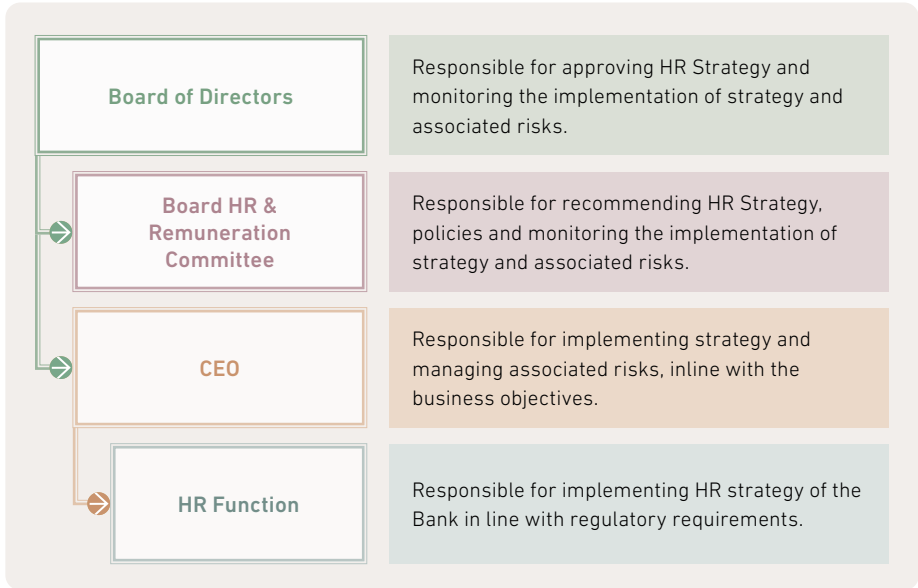 Board of Directors
Responsible for approving HR Strategy and
monitoring the implementation of strategy and
associated risks.
Board HR &
Remuneration
Committee
Responsible for recommending HR Strategy,
policies and monitoring the implementation of
strategy and associated risks.
CEO
Responsible for implementing strategy and
managing associated risks, inline with the
business objectives.
HR Function
Responsible for implementing HR strategy of the
Bank in line with regulatory requirements.